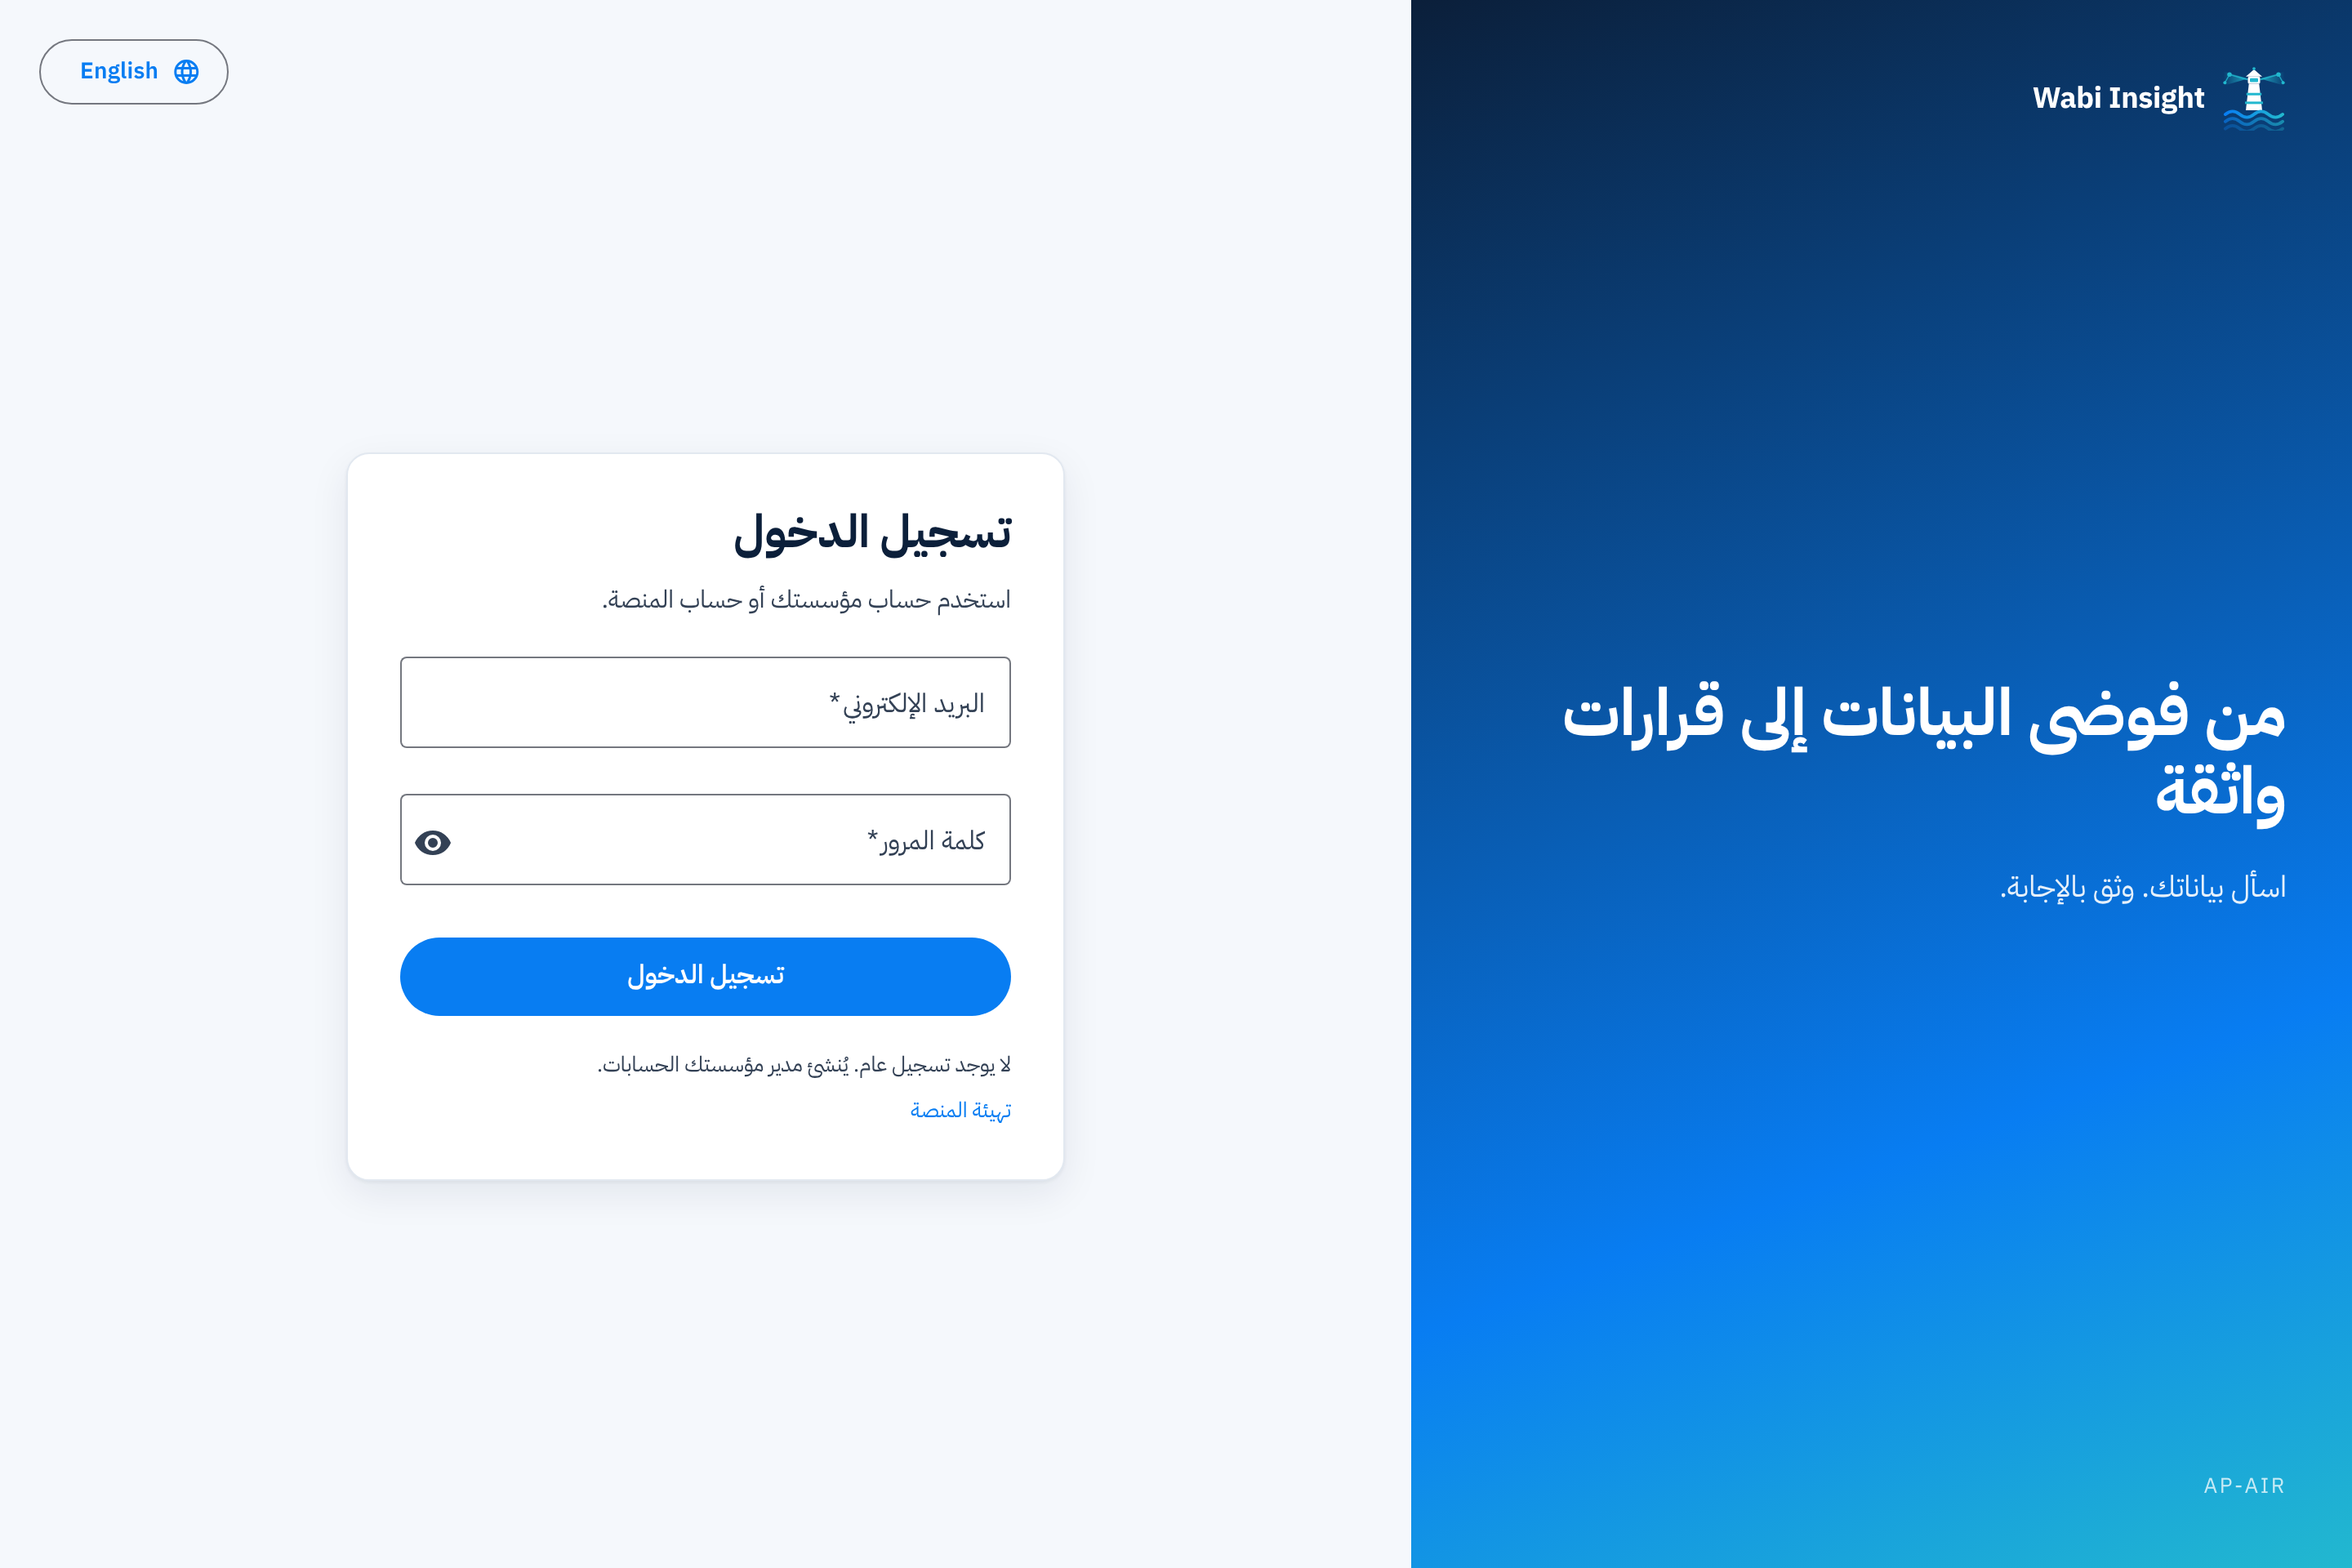 Wabi Insight
من فوضى البيانات إلى قرارات
واثقة
اسأل بياناتك. وثق بالإجابة.
AP-AIR
English
تسجيل الدخول
استخدم حساب مؤسستك أو حساب المنصة.
البريد الإلكتروني*
كلمة المرور*
تسجيل الدخول
لا يوجد تسجيل عام. يُنشئ مدير مؤسستك الحسابات.
تهيئة المنصة